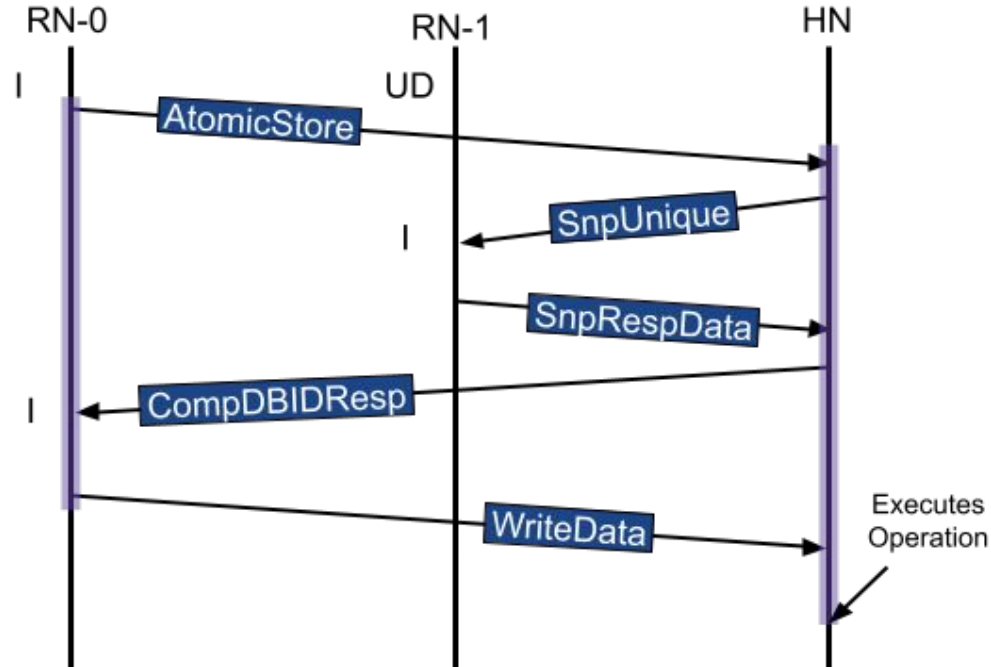 RN-0
RN-1
HN
I
UD
AtomicStore
SnpUnique
I
SnpRespData
CompDBIDResp
I
WriteData
Executes
Operation